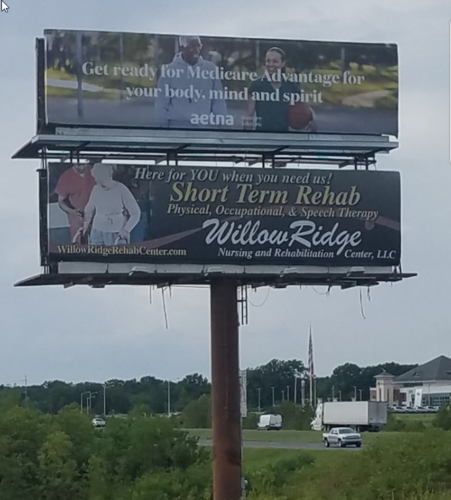 Get ready for Medicare Advantage for
your body, mind and spirit
aetna
Here for YOU when you need us!
Short Term Rehab
Physical, Occupational, & Speech Therapy
WillowRidge
WillowRidgeRehabCenter.com
Nursing and Rehabilitation Center, LLC